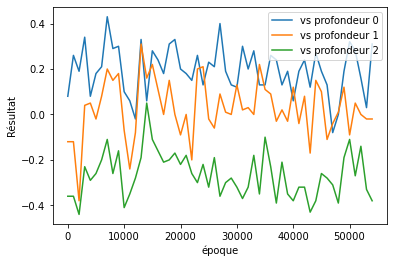 vs profondeur 0
vs profondeur 1
vs profondeur 2
0.4
0.2
0.0
−0.2
−0.4
Résultat
0
10000
20000
30000
40000
50000
époque